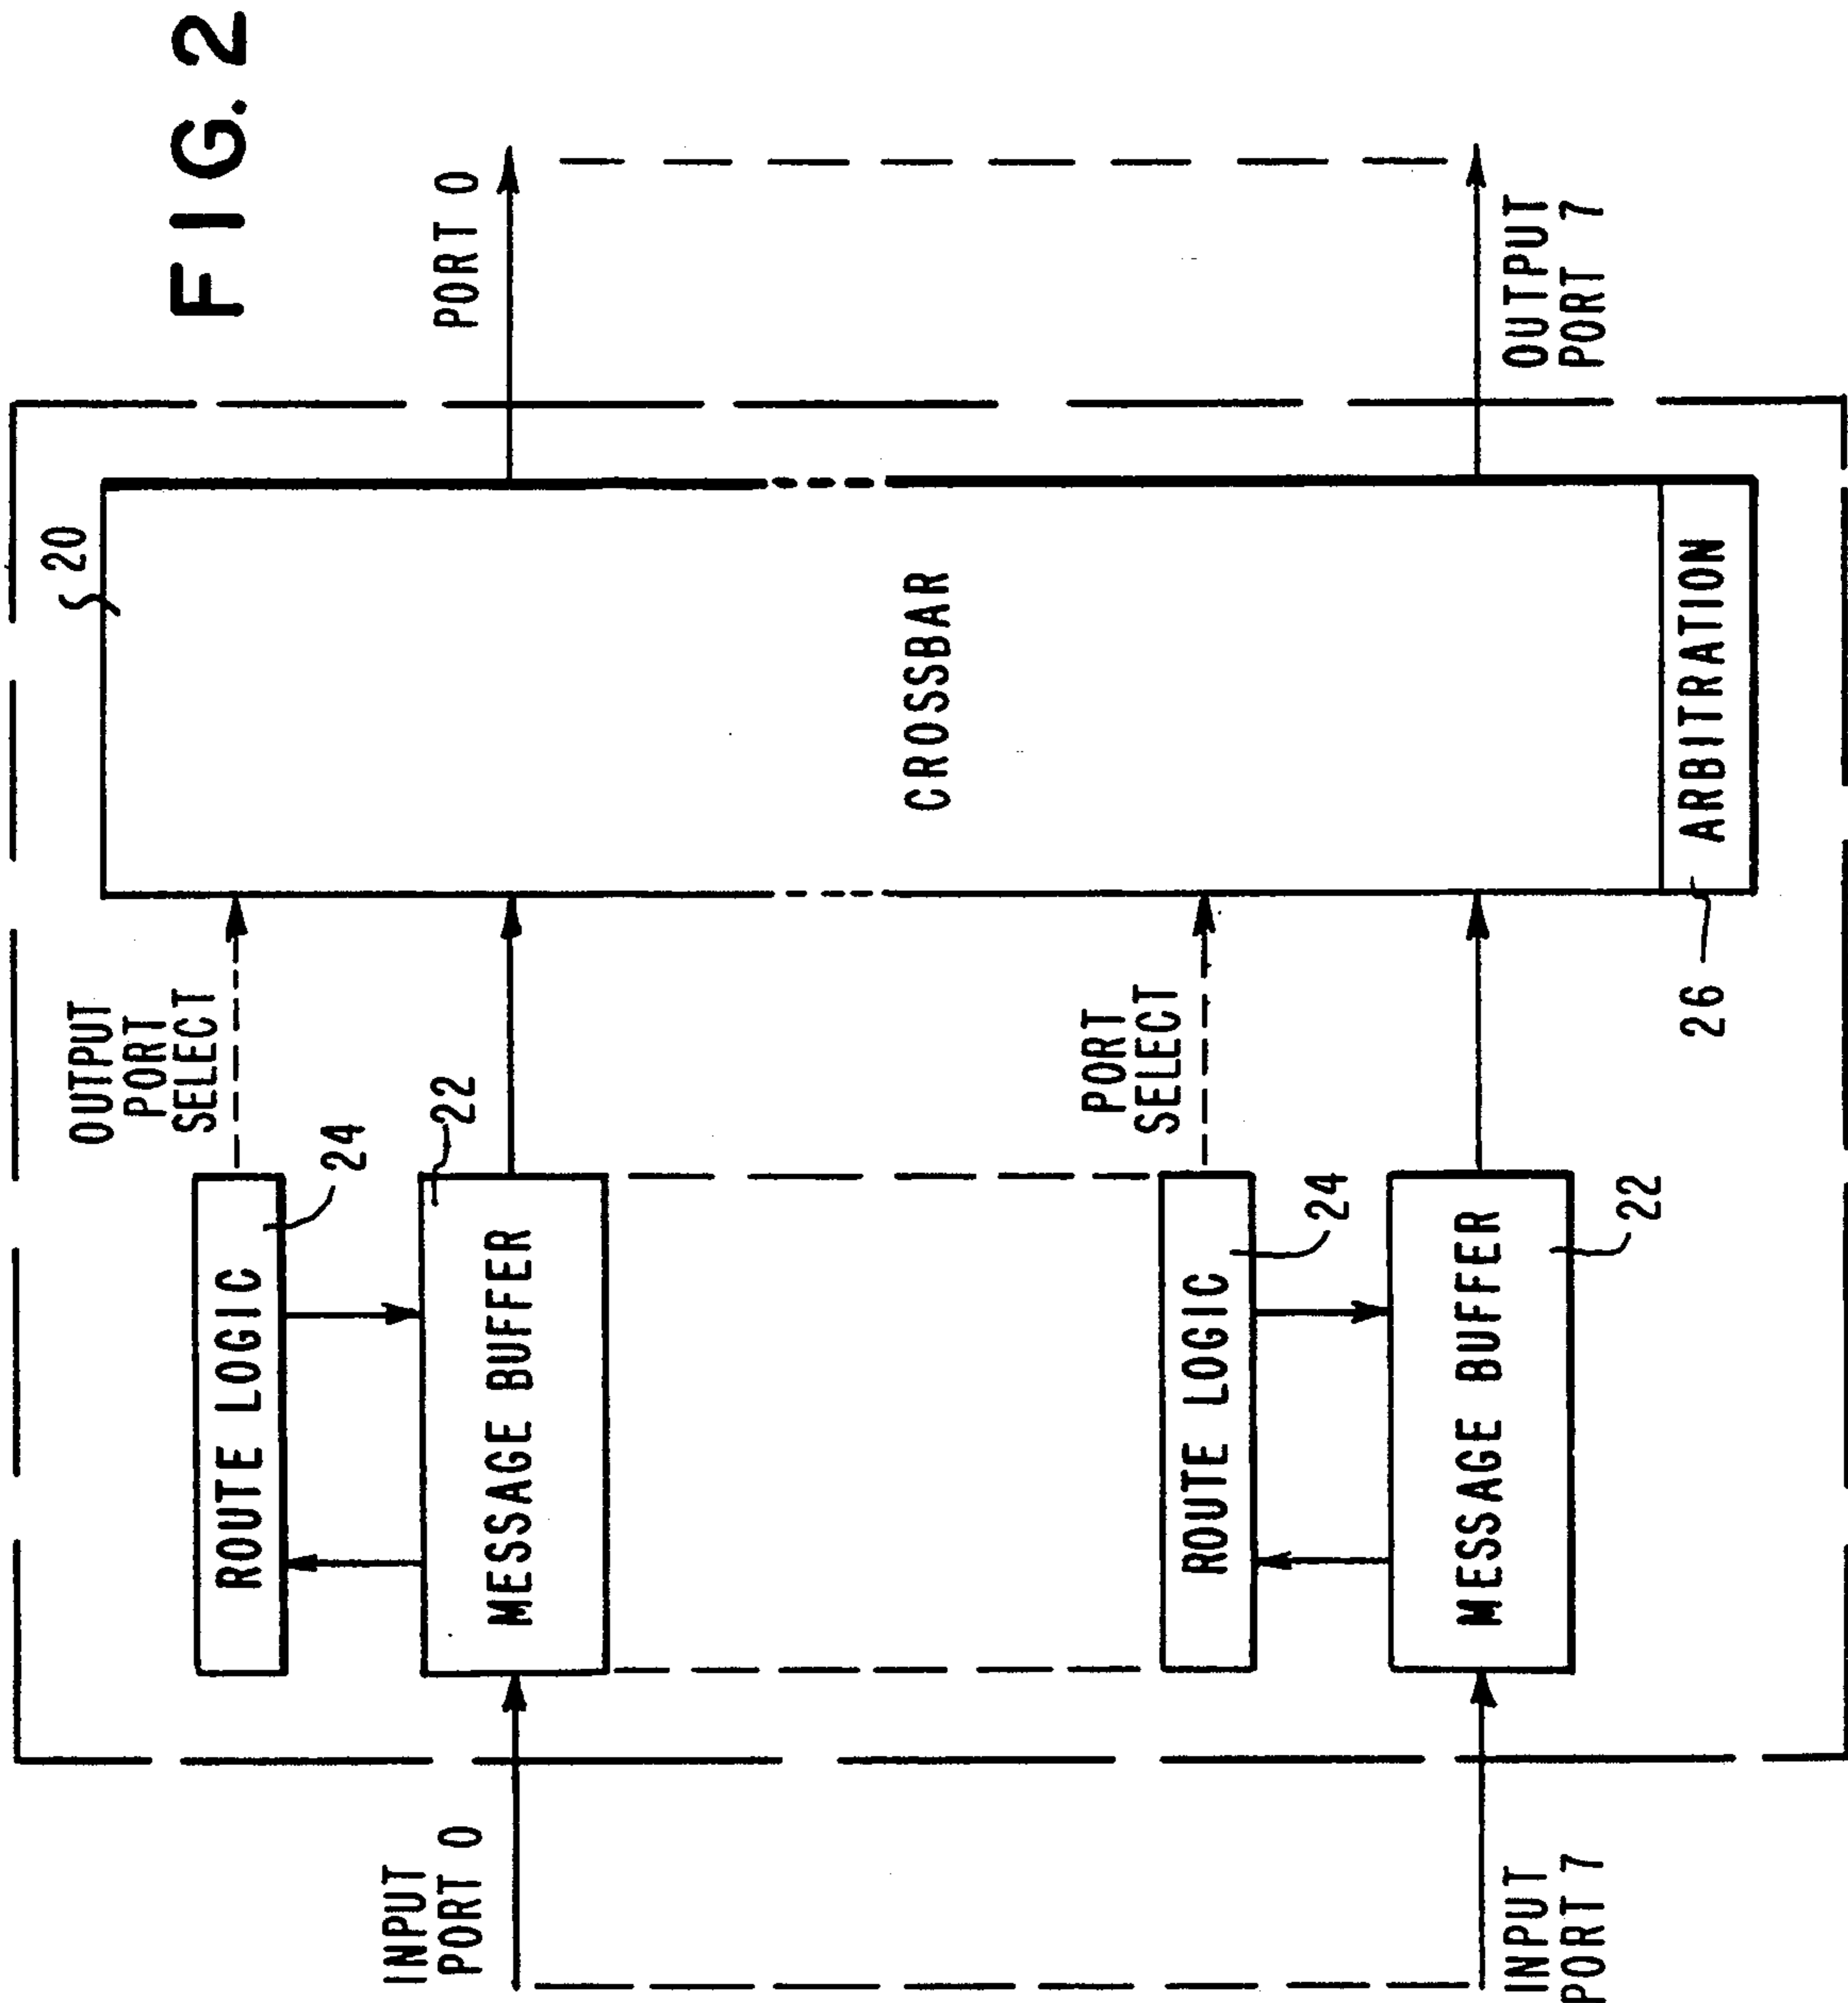 FIG. 2
20
OUTPUT
PORT
SELECT
PORT 0
ROUTE LOGIC
24
22
INPUT
PORT 0
MESSAGE BUFFER
CROSSBAR
PORT
SELECT
ROUTE LOGIC
24
MESSAGE BUFFER
22
INPUT
PORT 7
OUTPUT
PORT 7
26
ARBITRATION